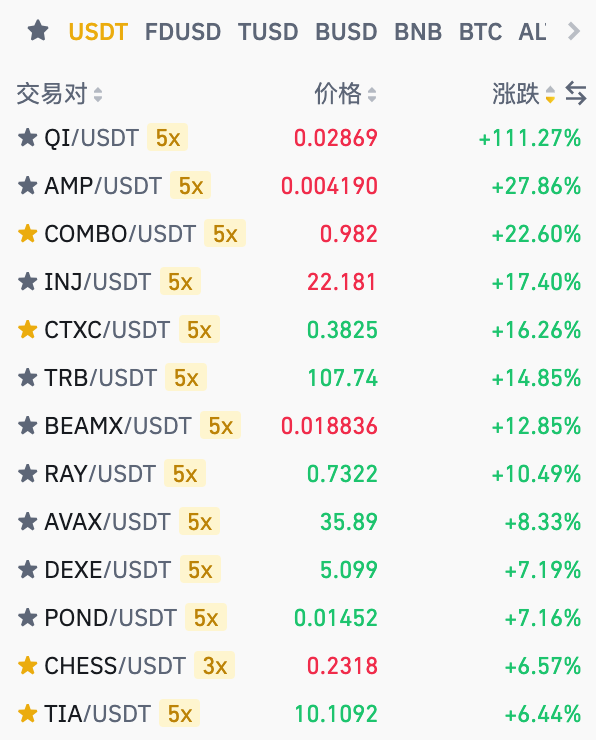 USDT FDUSD TUSD BUSD BNB BTC AL
交易对 价格 涨跌
QI/USDT 5x 0.02869 +111.27%
AMP/USDT 5x 0.004190 +27.86%
COMBO/USDT 5x 0.982 +22.60%
INJ/USDT 5x 22.181 +17.40%
CTXC/USDT 5x 0.3825 +16.26%
TRB/USDT 5x 107.74 +14.85%
BEAMX/USDT 5x 0.018836 +12.85%
RAY/USDT 5x 0.7322 +10.49%
AVAX/USDT 5x 35.89 +8.33%
DEXE/USDT 5x 5.099 +7.19%
POND/USDT 5x 0.01452 +7.16%
CHESS/USDT 3x 0.2318 +6.57%
TIA/USDT 5x 10.1092 +6.44%